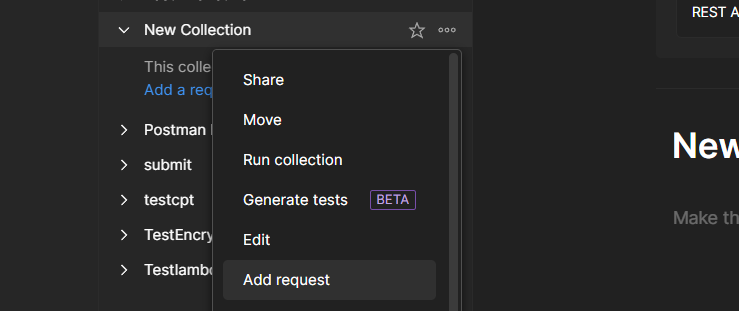 New Collection
This colle
Add a req
Postman
submit
testcpt
TestEncry
Testlambd
Share
Move
Run collection
Generate tests BETA
Edit
Add request
REST A
New
Make th